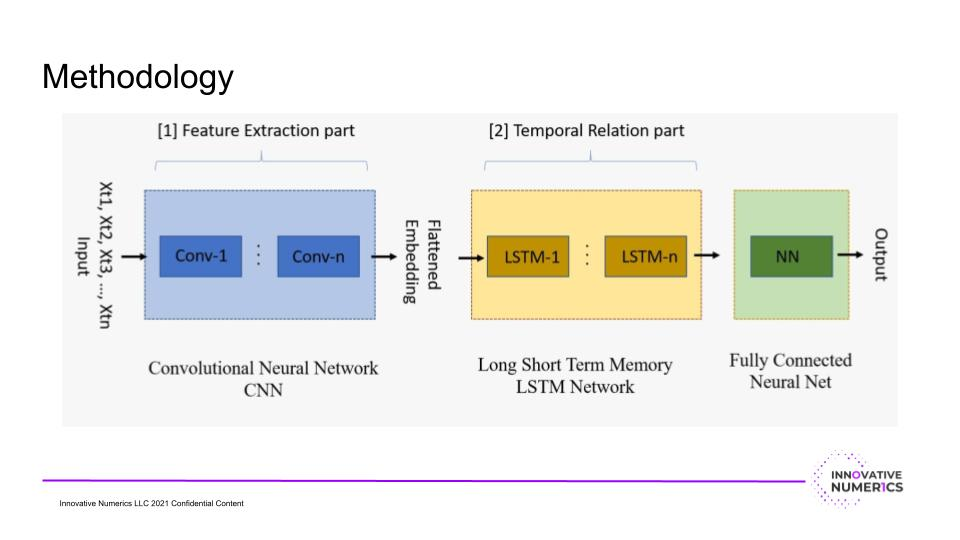 Methodology
[1] Feature Extraction part
[2] Temporal Relation part
Input
Xt1, Xt2, Xt3, ..., Xtn
Conv-1
Conv-n
Flattened
Embedding
LSTM-1
LSTM-n
NN
Output
Convolutional Neural Network
CNN
Long Short Term Memory
LSTM Network
Fully Connected
Neural Net
INNOVATIVE
NUMER1CS
Innovative Numerics LLC 2021 Confidential Content